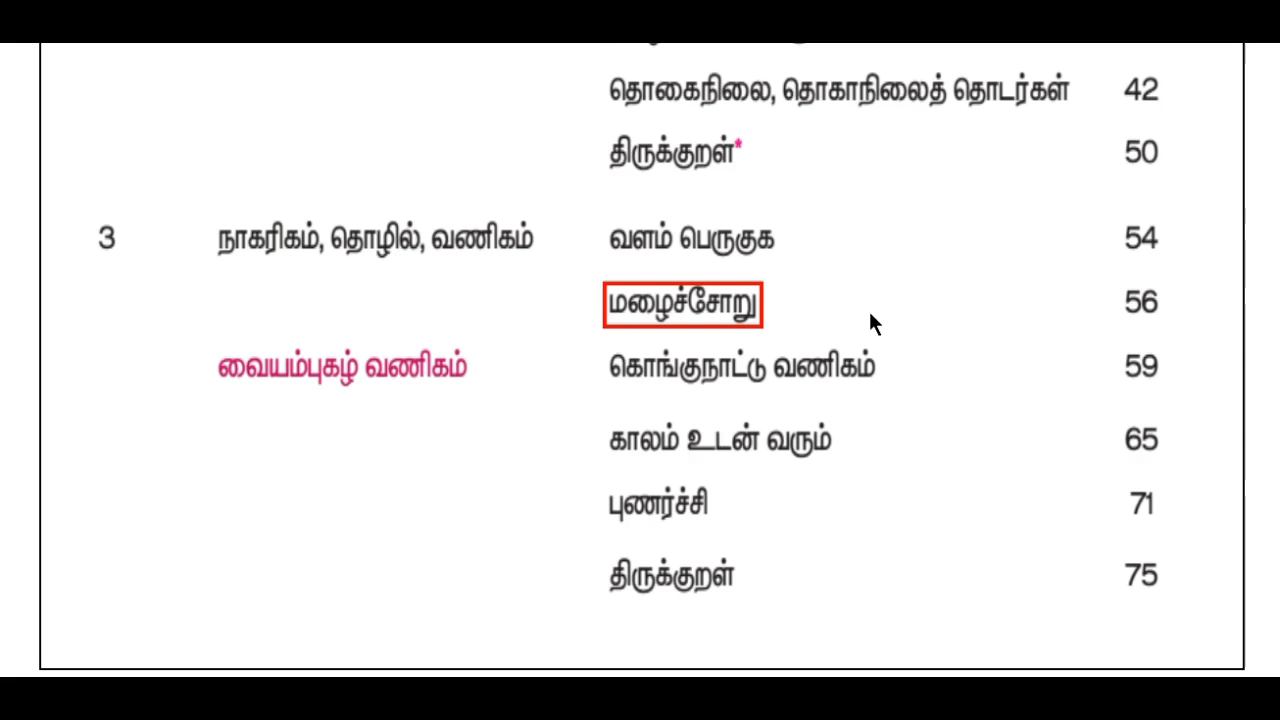 தொகைநிலை, தொகாநிலைத் தொடர்கள் 42
திருக்குறள்* 50
3 நாகரிகம், தொழில், வணிகம் வளம் பெருகுக 54
மழைச்சோறு 56
வையம்புகழ் வணிகம் கொங்குநாட்டு வணிகம் 59
காலம் உடன் வரும் 65
புணர்ச்சி 71
திருக்குறள் 75